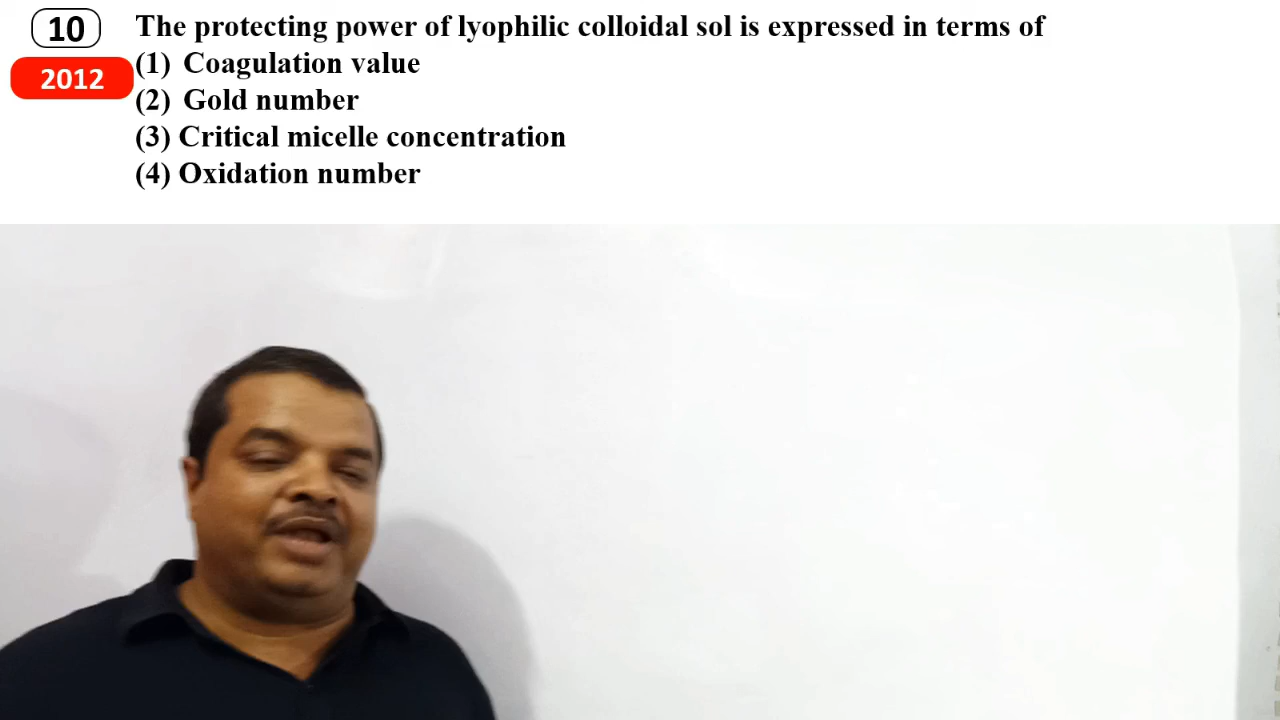 10 The protecting power of lyophilic colloidal sol is expressed in terms of
2012 (1) Coagulation value
(2) Gold number
(3) Critical micelle concentration
(4) Oxidation number